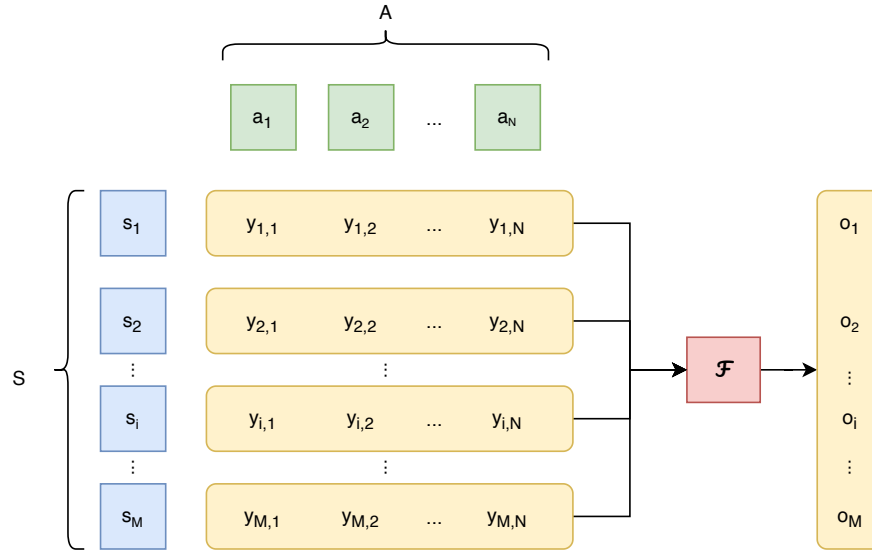 A
a1 a2 ... aN
s1 y1,1 y1,2 ... y1,N o1
s2 y2,1 y2,2 ... y2,N o2
S ⋮ ⋮ ℱ ⋮
si yi,1 yi,2 ... yi,N oi
⋮ ⋮ ⋮
sM yM,1 yM,2 ... yM,N oM